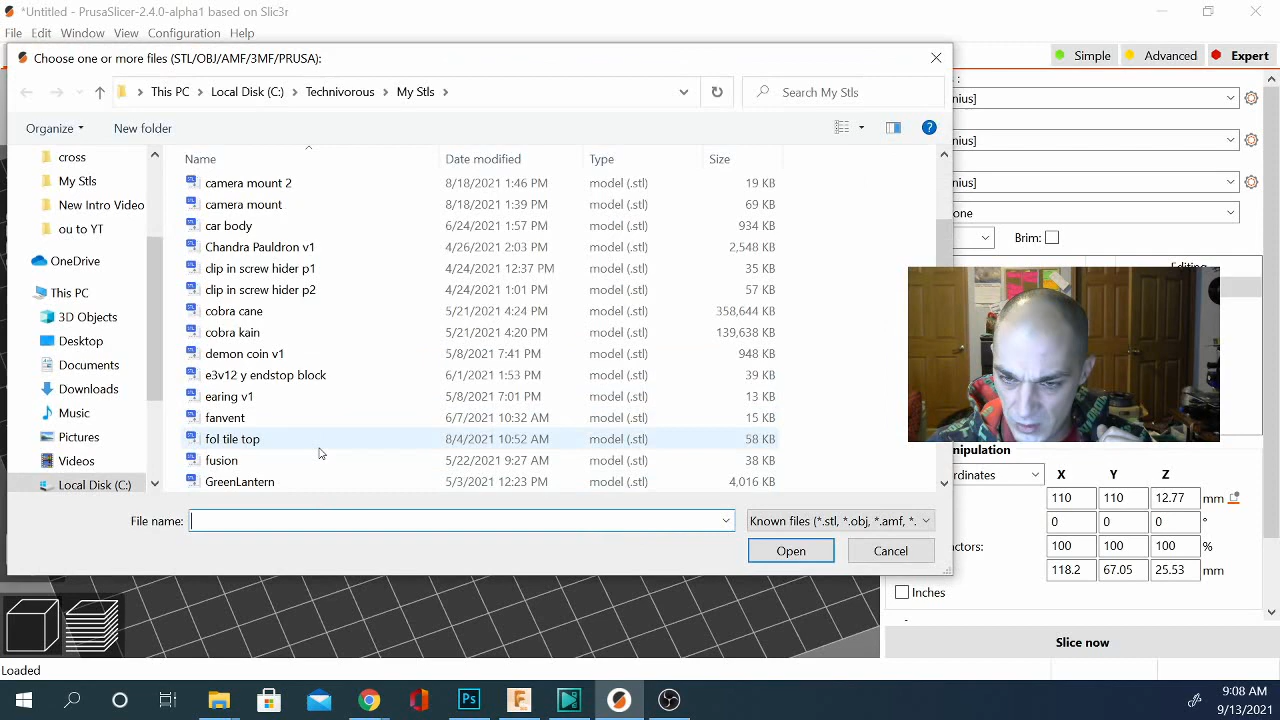 *Untitled - PrusaSlicer-2.4.0-alpha1 based on Slic3r
File Edit Window View Configuration Help
Choose one or more files (STL/OBJ/AMF/3MF/PRUSA):
Simple Advanced Expert
This PC > Local Disk (C:) > Technivorous > My Stls >
Search My Stls
nius]
Organize New folder
nius]
cross
My Stls
New Intro Video
ou to YT
OneDrive
This PC
3D Objects
Desktop
Documents
Downloads
Music
Pictures
Videos
Local Disk (C:)
Name Date modified Type Size
camera mount 2 8/18/2021 1:46 PM model (.stl) 19 KB
camera mount 8/18/2021 1:39 PM model (.stl) 69 KB
car body 6/24/2021 1:57 PM model (.stl) 934 KB
Chandra Pauldron v1 4/26/2021 2:03 PM model (.stl) 2,548 KB
clip in screw hider p1 4/24/2021 12:37 PM model (.stl) 35 KB
clip in screw hider p2 4/24/2021 1:01 PM model (.stl) 57 KB
cobra cane 5/21/2021 4:24 PM model (.stl) 358,644 KB
cobra kain 5/21/2021 4:20 PM model (.stl) 139,638 KB
demon coin v1 5/8/2021 7:41 PM model (.stl) 948 KB
e3v12 y endstop block 6/1/2021 1:53 PM model (.stl) 39 KB
earing v1 5/8/2021 7:01 PM model (.stl) 13 KB
fanvent 6/7/2021 10:32 AM model (.stl) 15 KB
fol tile top 8/4/2021 10:52 AM model (.stl) 58 KB
fusion 5/22/2021 9:27 AM model (.stl) 38 KB
GreenLantern 5/3/2021 12:23 PM model (.stl) 4,016 KB
nius]
one
Brim:
Editing
File name: Known files (*.stl, *.obj, *.amf, *.
Open Cancel
nipulation
rdinates X Y Z
110 110 12.77 mm
0 0 0 °
actors: 100 100 100 %
118.2 67.05 25.53 mm
Inches
Slice now
Loaded
Ps
9:08 AM
9/13/2021